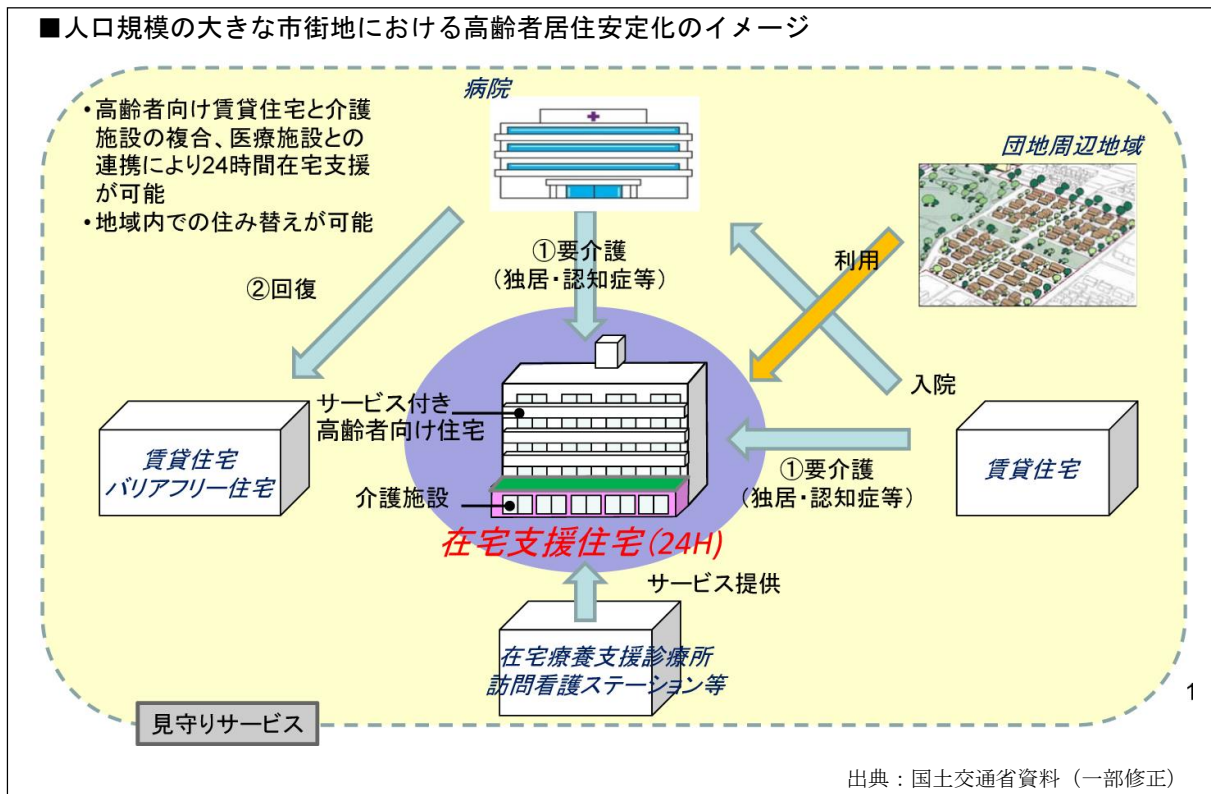 ■人口規模の大きな市街地における高齢者居住安定化のイメージ
・高齢者向け賃貸住宅と介護
施設の複合、医療施設との
連携により24時間在宅支援
が可能
・地域内での住み替えが可能
病院
団地周辺地域
①要介護
（独居・認知症等）
利用
②回復
入院
サービス付き
高齢者向け住宅
賃貸住宅
バリアフリー住宅
①要介護
（独居・認知症等）
賃貸住宅
介護施設
在宅支援住宅(24H)
サービス提供
在宅療養支援診療所
訪問看護ステーション等
1
見守りサービス
出典：国土交通省資料（一部修正）